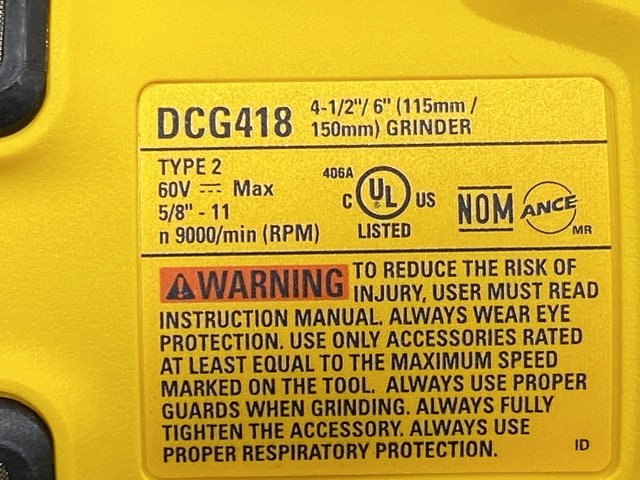 DCG418 4-1/2"/ 6" (115mm /
150mm) GRINDER
TYPE 2
60V ⎓ Max
5/8" - 11
n 9000/min (RPM)
406A
C UL US
®
LISTED
NOM ANCE
MR
WARNING TO REDUCE THE RISK OF
INJURY, USER MUST READ
INSTRUCTION MANUAL. ALWAYS WEAR EYE
PROTECTION. USE ONLY ACCESSORIES RATED
AT LEAST EQUAL TO THE MAXIMUM SPEED
MARKED ON THE TOOL. ALWAYS USE PROPER
GUARDS WHEN GRINDING. ALWAYS FULLY
TIGHTEN THE ACCESSORY. ALWAYS USE
PROPER RESPIRATORY PROTECTION. ID